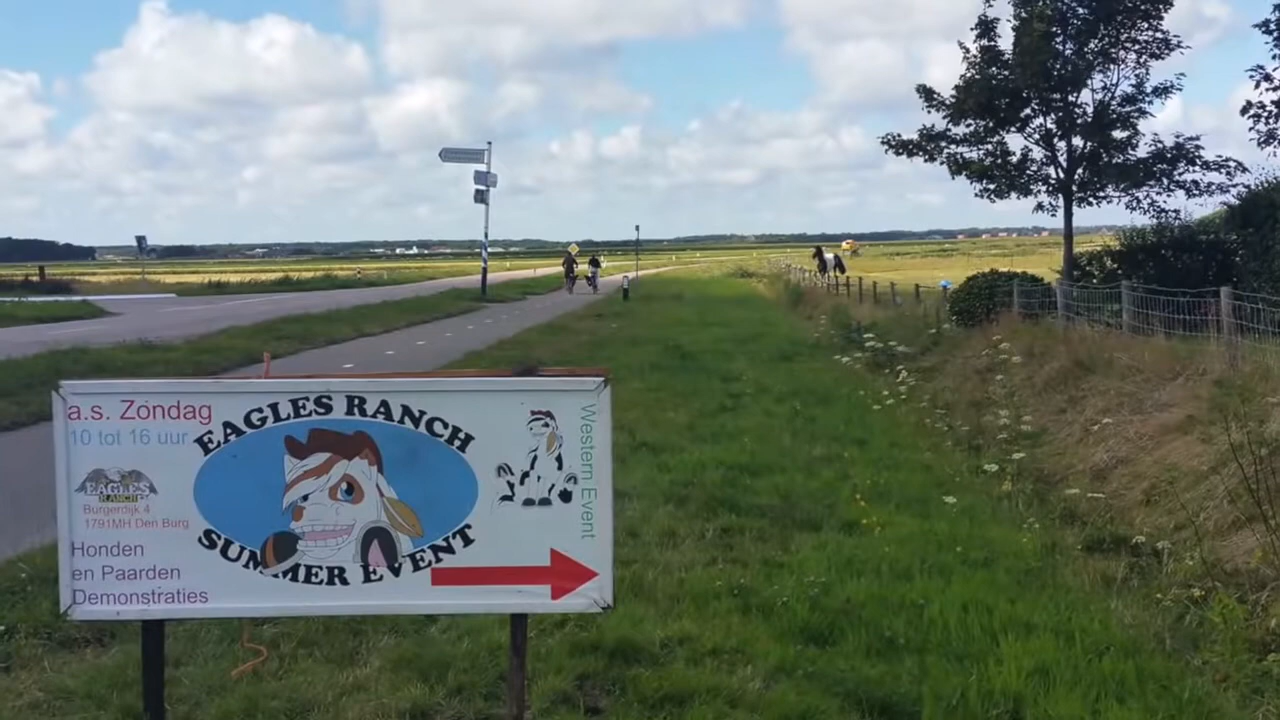 a.s. Zondag
10 tot 16 uur
EAGLES
RANCH
Burgerdijk 4
1791MH Den Burg
Honden
en Paarden
Demonstraties
EAGLES RANCH
SUMMER EVENT
Western Event